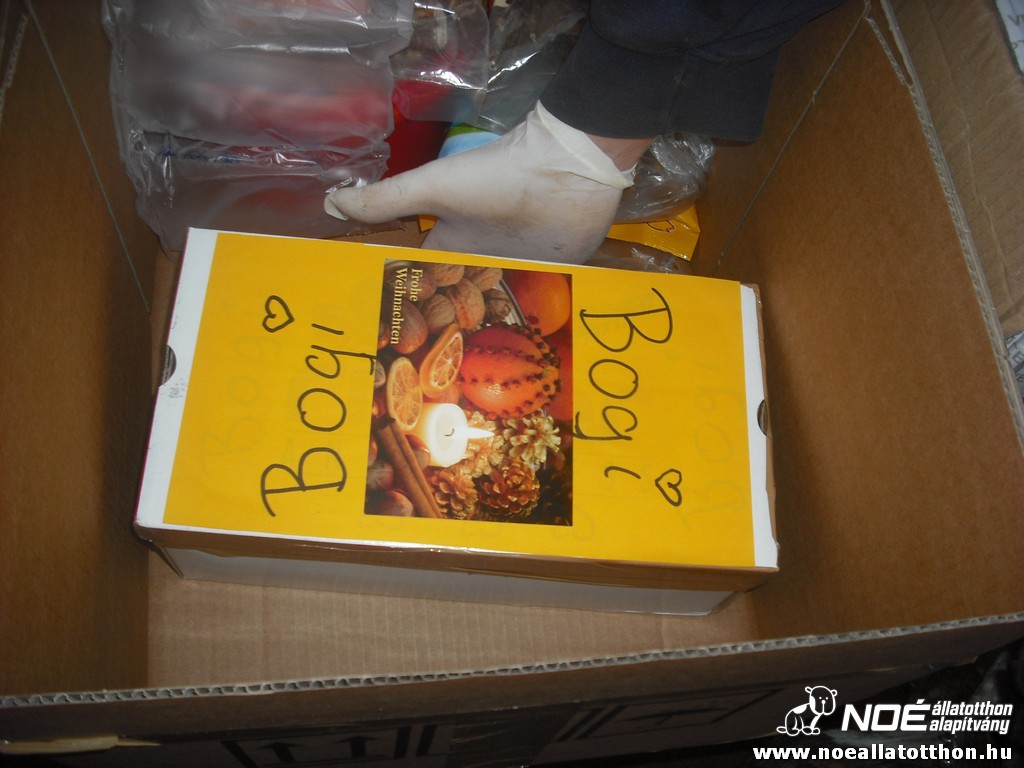 Frohe
Weihnachten
Bogi
Bogi
NOÉ állatotthon
alapítvány
www.noeallatotthon.hu